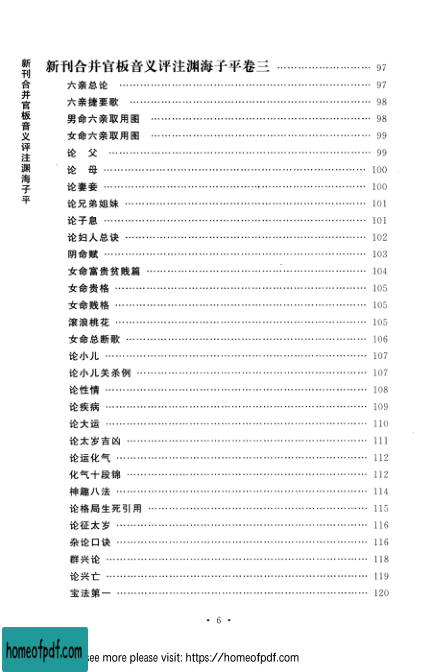 新刊合并官板音义评注渊海子平
新刊合并官板音义评注渊海子平卷三 …… 97
六亲总论 …… 97
六亲捷要歌 …… 98
男命六亲取用图 …… 98
女命六亲取用图 …… 99
论 父 …… 99
论 母 …… 100
论妻妾 …… 100
论兄弟姐妹 …… 101
论子息 …… 101
论妇人总诀 …… 102
阴命赋 …… 103
女命富贵贫贱篇 …… 104
女命贵格 …… 105
女命贱格 …… 105
滚浪桃花 …… 105
女命总断歌 …… 106
论小儿 …… 107
论小儿关杀例 …… 107
论性情 …… 108
论疾病 …… 109
论大运 …… 110
论太岁吉凶 …… 111
论运化气 …… 112
化气十段锦 …… 112
神趣八法 …… 114
论格局生死引用 …… 115
论征太岁 …… 116
杂论口诀 …… 116
群兴论 …… 118
论兴亡 …… 119
宝法第一 …… 120
· 6 ·
homeofpdf.com
see more please visit: https://homeofpdf.com